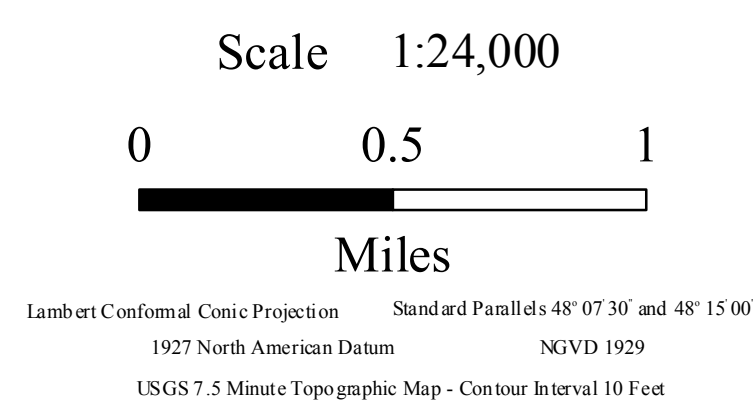 Scale 1:24,000
0 0.5 1
Miles
Lambert Conformal Conic Projection Standard Parallels 48° 07' 30" and 48° 15' 00"
1927 North American Datum NGVD 1929
USGS 7.5 Minute Topographic Map - Contour Interval 10 Feet